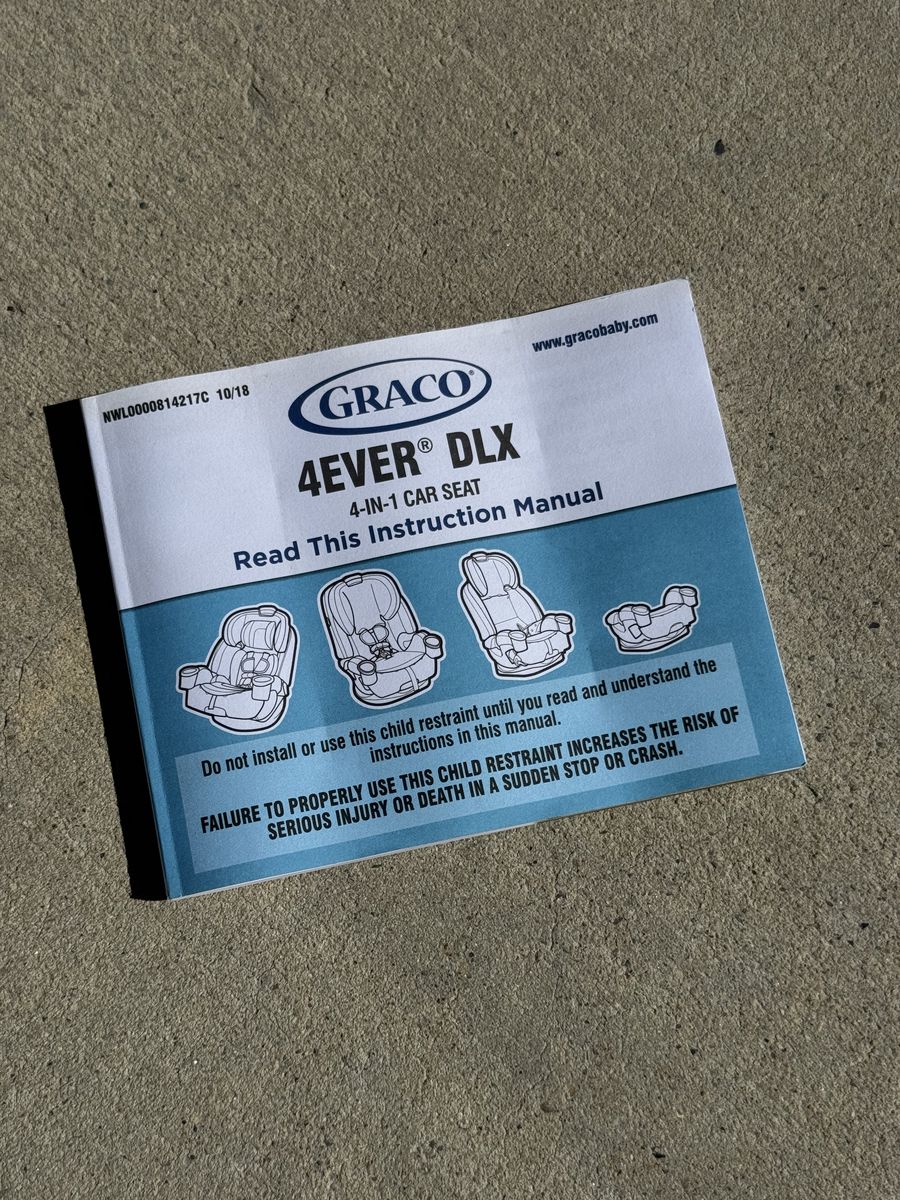 NWL0000814217C 10/18
www.gracobaby.com
GRACO®
4EVER® DLX
4-IN-1 CAR SEAT
Read This Instruction Manual
Do not install or use this child restraint until you read and understand the
instructions in this manual.
FAILURE TO PROPERLY USE THIS CHILD RESTRAINT INCREASES THE RISK OF
SERIOUS INJURY OR DEATH IN A SUDDEN STOP OR CRASH.